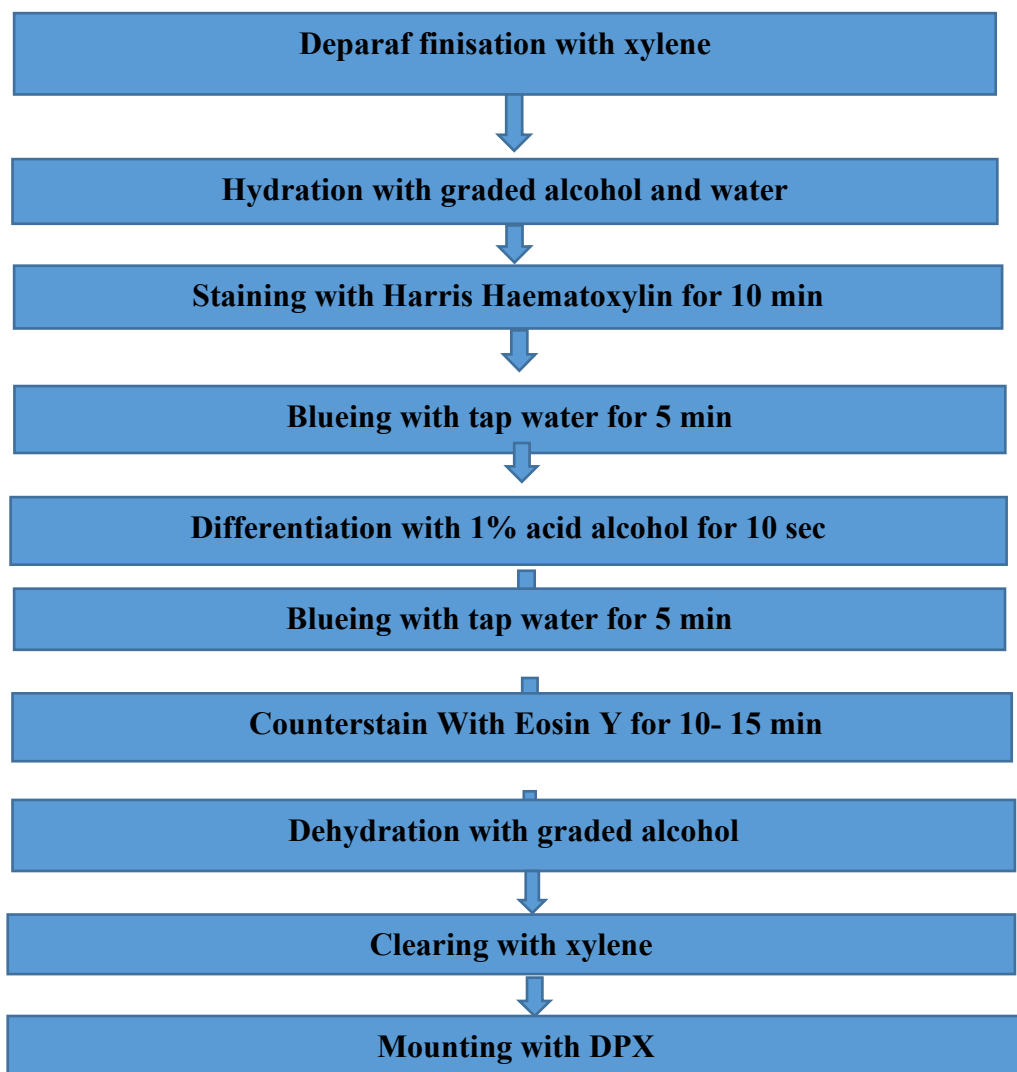 Deparaf finisation with xylene
Hydration with graded alcohol and water
Staining with Harris Haematoxylin for 10 min
Blueing with tap water for 5 min
Differentiation with 1% acid alcohol for 10 sec
Blueing with tap water for 5 min
Counterstain With Eosin Y for 10- 15 min
Dehydration with graded alcohol
Clearing with xylene
Mounting with DPX